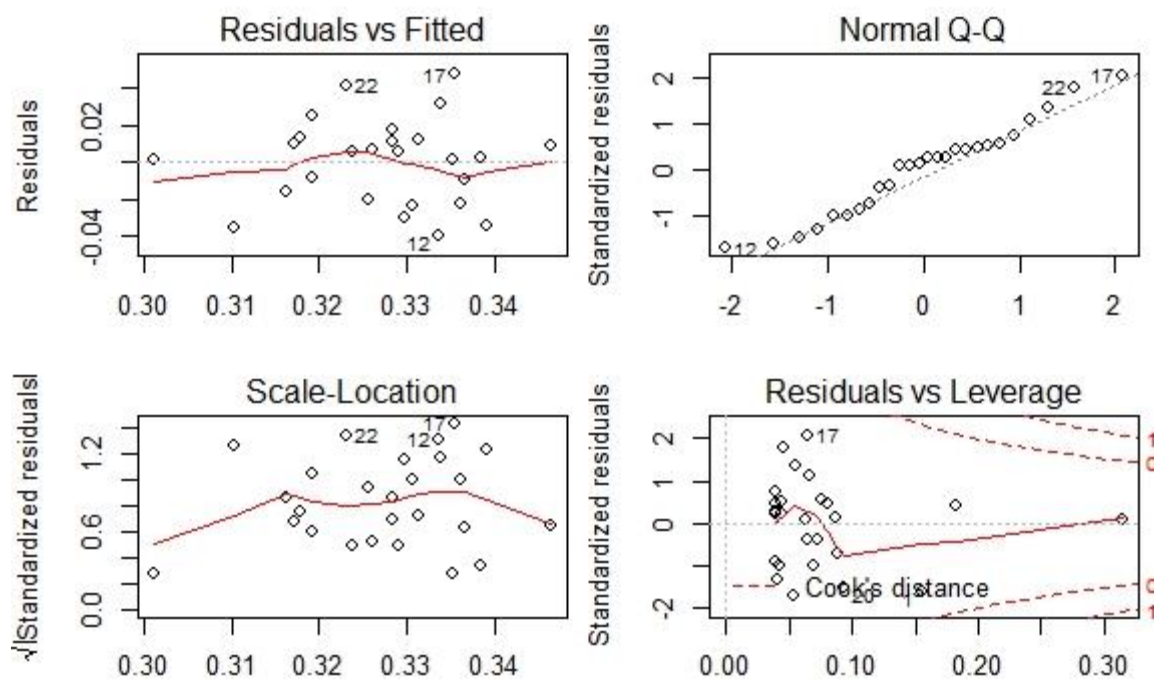 Residuals vs Fitted
Residuals
0.02
-0.04
22
17
12
0.30 0.31 0.32 0.33 0.34
Normal Q-Q
Standardized residuals
2
1
0
-1
22
17
12
-2 -1 0 1 2
Scale-Location
√|Standardized residuals|
1.2
0.6
0.0
22
17
12
0.30 0.31 0.32 0.33 0.34
Residuals vs Leverage
Standardized residuals
2
1
0
-2
17
20
Cook's distance
1
0
0
1
0.00 0.10 0.20 0.30